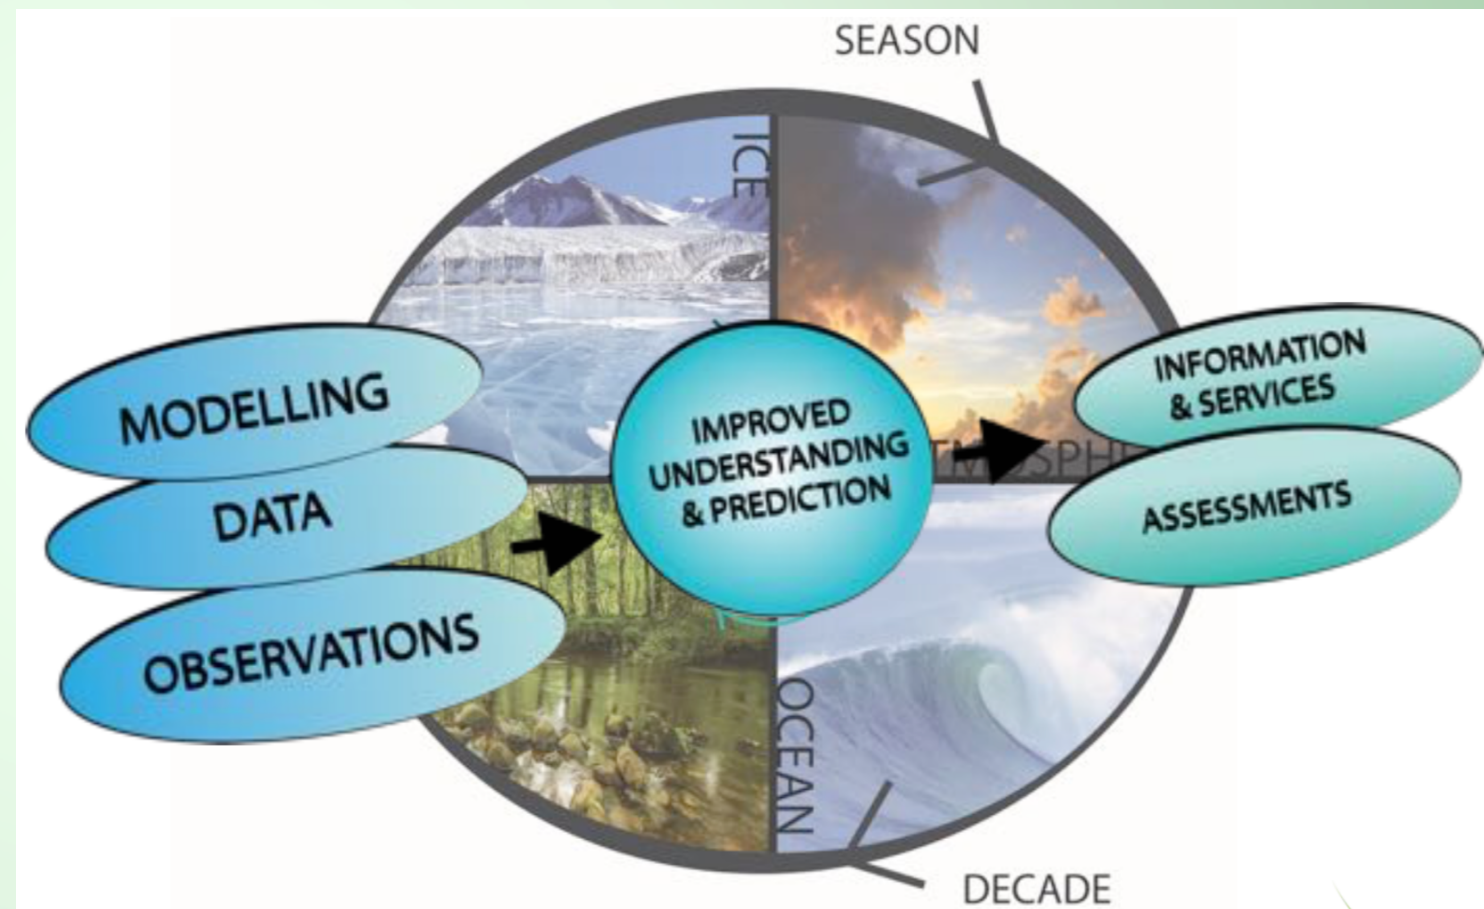 SEASON
ICE
MODELLING
DATA
OBSERVATIONS
IMPROVED
UNDERSTANDING
& PREDICTION
INFORMATION
& SERVICES
ASSESSMENTS
OCEAN
DECADE